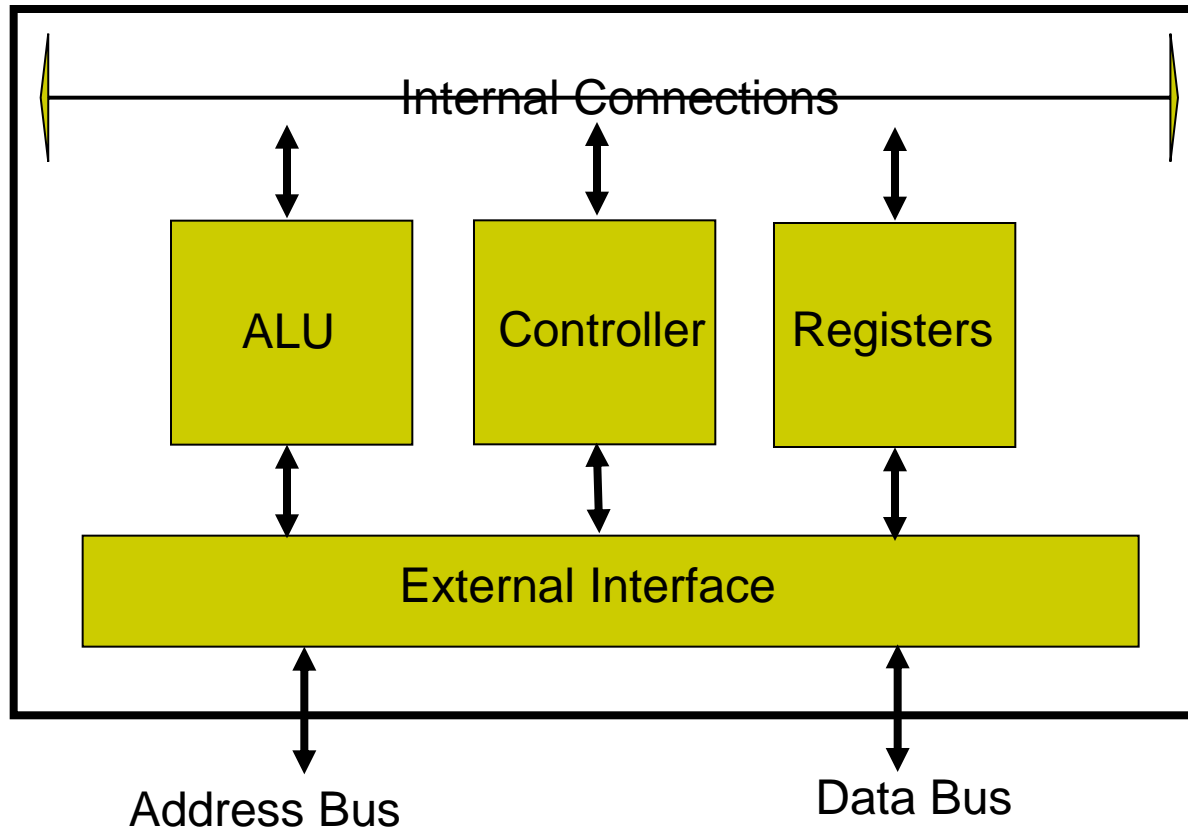 Internal Connections
ALU
Controller
Registers
External Interface
Address Bus
Data Bus